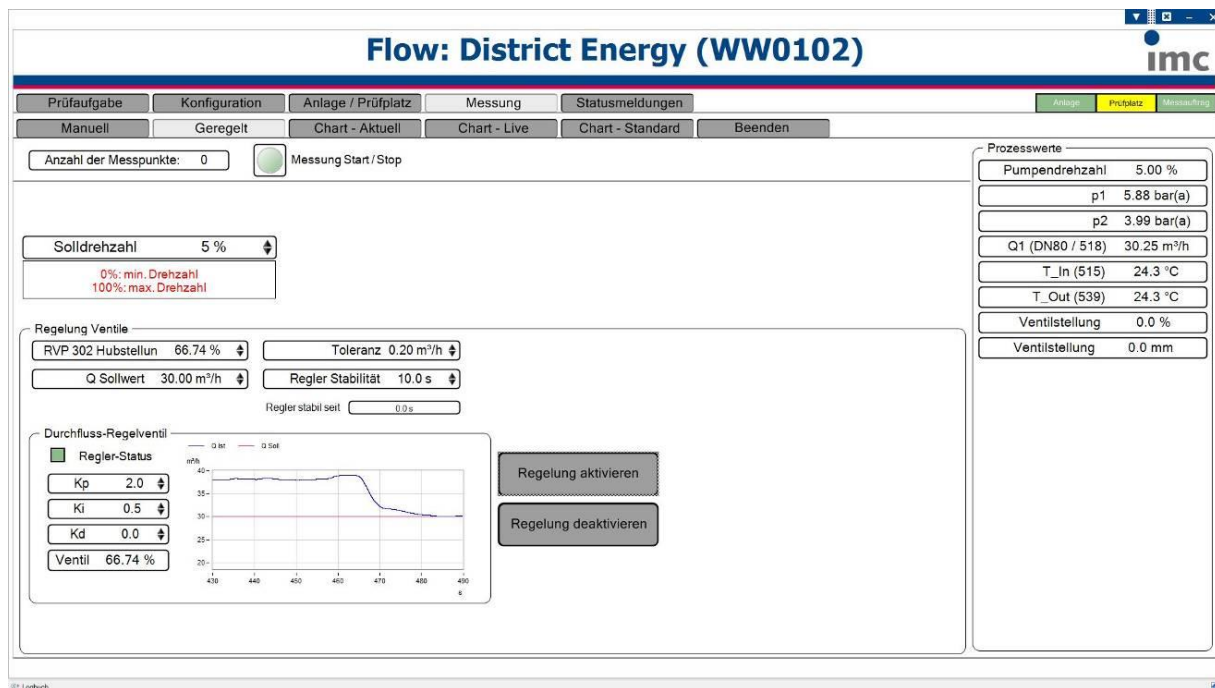 Flow: District Energy (WW0102)
imc
Prüfaufgabe Konfiguration Anlage / Prüfplatz Messung Statusmeldungen
Anlage Prüfplatz Messauftrag
Manuell Geregelt Chart - Aktuell Chart - Live Chart - Standard Beenden
Anzahl der Messpunkte: 0
Messung Start / Stop
Solldrehzahl 5 %
0%: min. Drehzahl
100%: max. Drehzahl
Regelung Ventile
RVP 302 Hubstellun 66.74 %
Toleranz 0.20 m³/h
Q Sollwert 30.00 m³/h
Regler Stabilität 10.0 s
Regler stabil seit 0.0 s
Durchfluss-Regelventil
Regler-Status
Kp 2.0
Ki 0.5
Kd 0.0
Ventil 66.74 %
Q Ist Q Soll
m³/h
40
35
30
25
20
430 440 450 460 470 480 490
s
Regelung aktivieren
Regelung deaktivieren
Prozesswerte
Pumpendrehzahl 5.00 %
p1 5.88 bar(a)
p2 3.99 bar(a)
Q1 (DN80 / 518) 30.25 m³/h
T_In (515) 24.3 °C
T_Out (539) 24.3 °C
Ventilstellung 0.0 %
Ventilstellung 0.0 mm
Logbuch